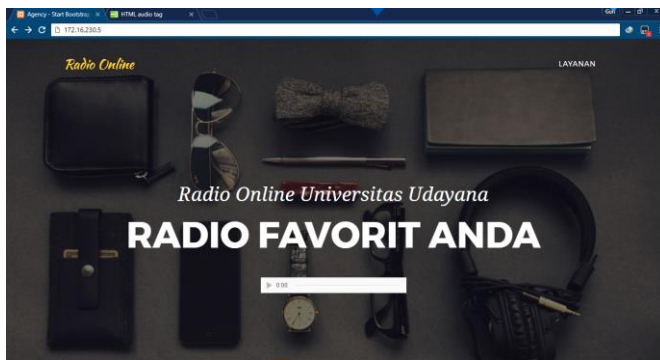 Agency - Start Bootstrap
HTML audio tag
172.16.230.5
Radio Online
LAYANAN
Radio Online Universitas Udayana
RADIO FAVORIT ANDA
0:00